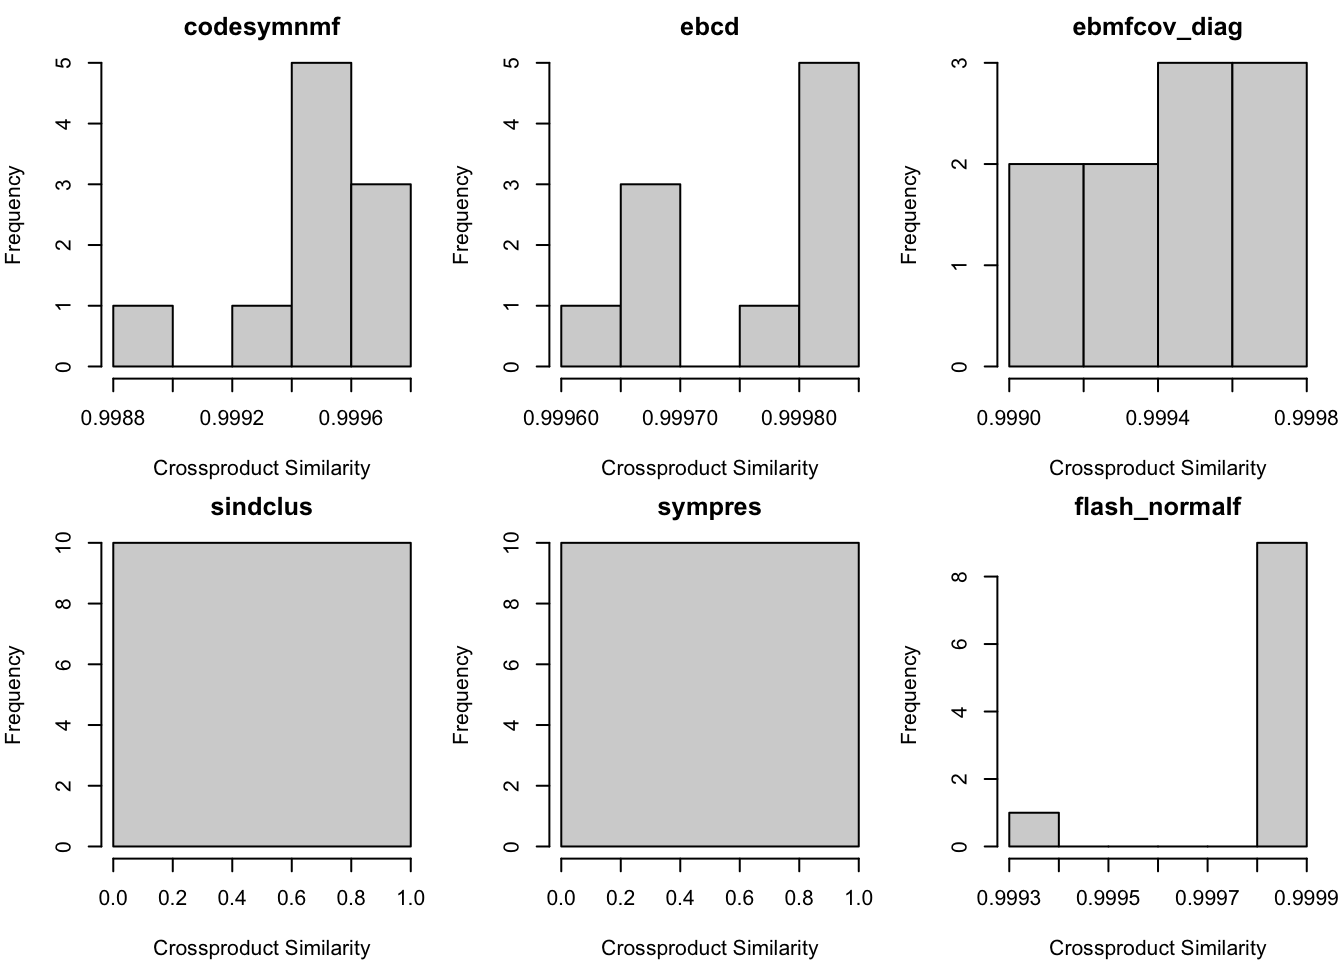 codesymnmf
Frequency
5
4
3
2
1
0
0.9988 0.9992 0.9996
Crossproduct Similarity
ebcd
Frequency
5
4
3
2
1
0
0.99960 0.99970 0.99980
Crossproduct Similarity
ebmfcov_diag
Frequency
3
2
1
0
0.9990 0.9994 0.9998
Crossproduct Similarity
sindclus
Frequency
10
8
6
4
2
0
0.0 0.2 0.4 0.6 0.8 1.0
Crossproduct Similarity
sympres
Frequency
10
8
6
4
2
0
0.0 0.2 0.4 0.6 0.8 1.0
Crossproduct Similarity
flash_normalf
Frequency
8
6
4
2
0
0.9993 0.9995 0.9997 0.9999
Crossproduct Similarity